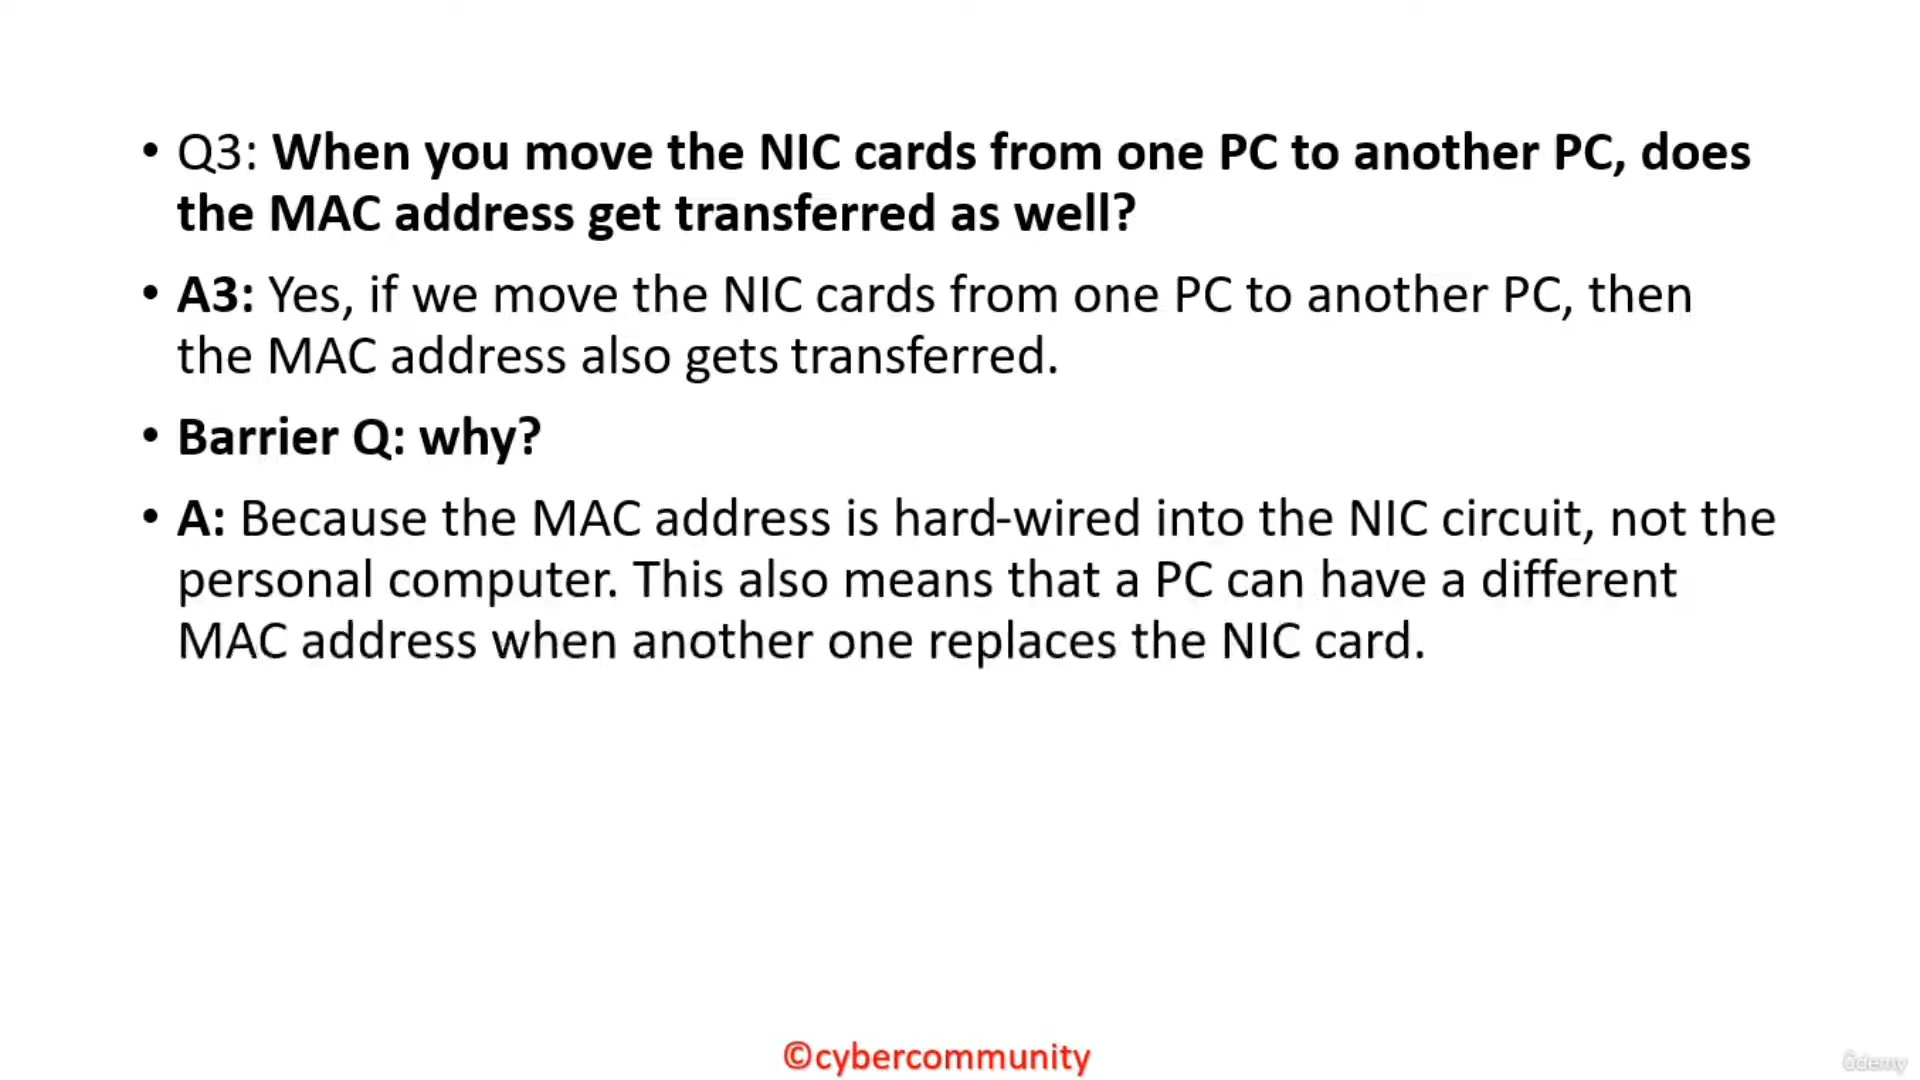 • Q3: When you move the NIC cards from one PC to another PC, does
the MAC address get transferred as well?
• A3: Yes, if we move the NIC cards from one PC to another PC, then
the MAC address also gets transferred.
• Barrier Q: why?
• A: Because the MAC address is hard-wired into the NIC circuit, not the
personal computer. This also means that a PC can have a different
MAC address when another one replaces the NIC card.
©cybercommunity
ûdemy